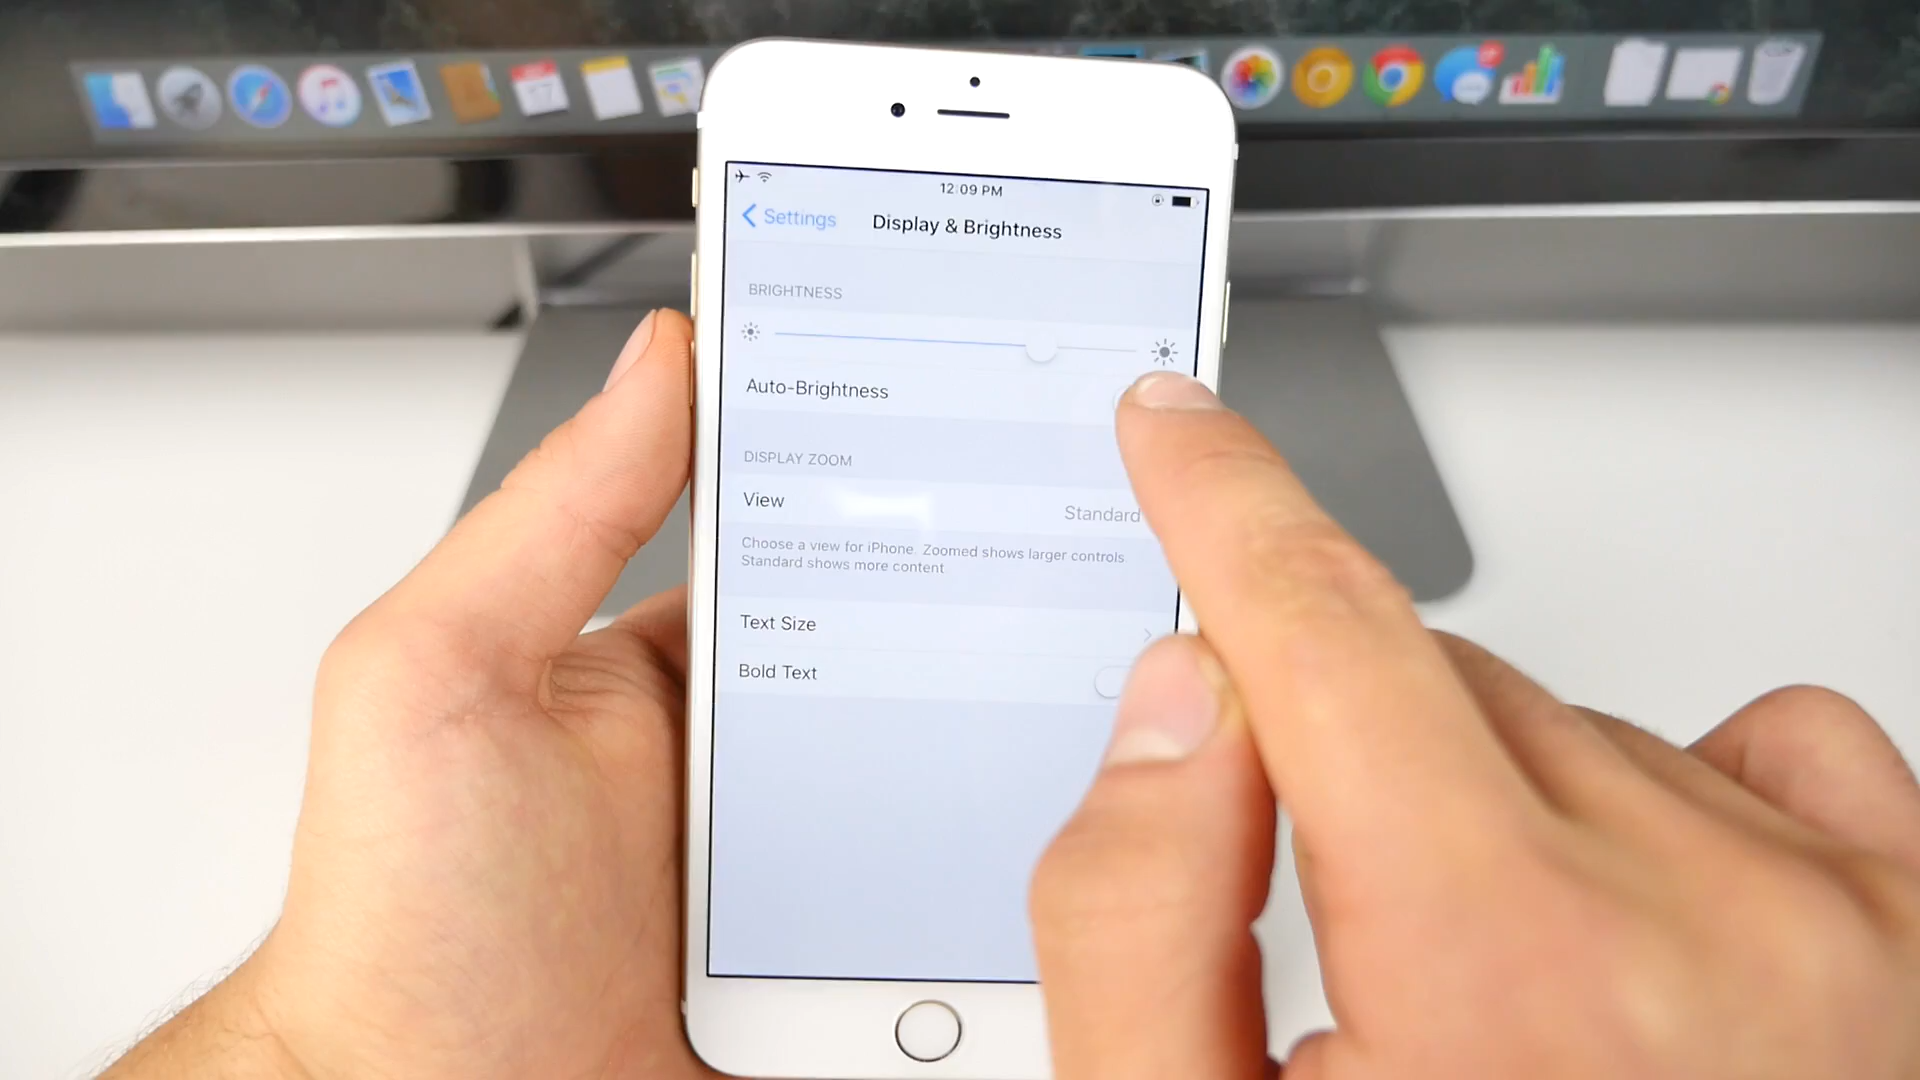 12:09 PM
Settings
Display & Brightness
BRIGHTNESS
Auto-Brightness
DISPLAY ZOOM
View
Standard
Choose a view for iPhone. Zoomed shows larger controls.
Standard shows more content
Text Size
Bold Text
17